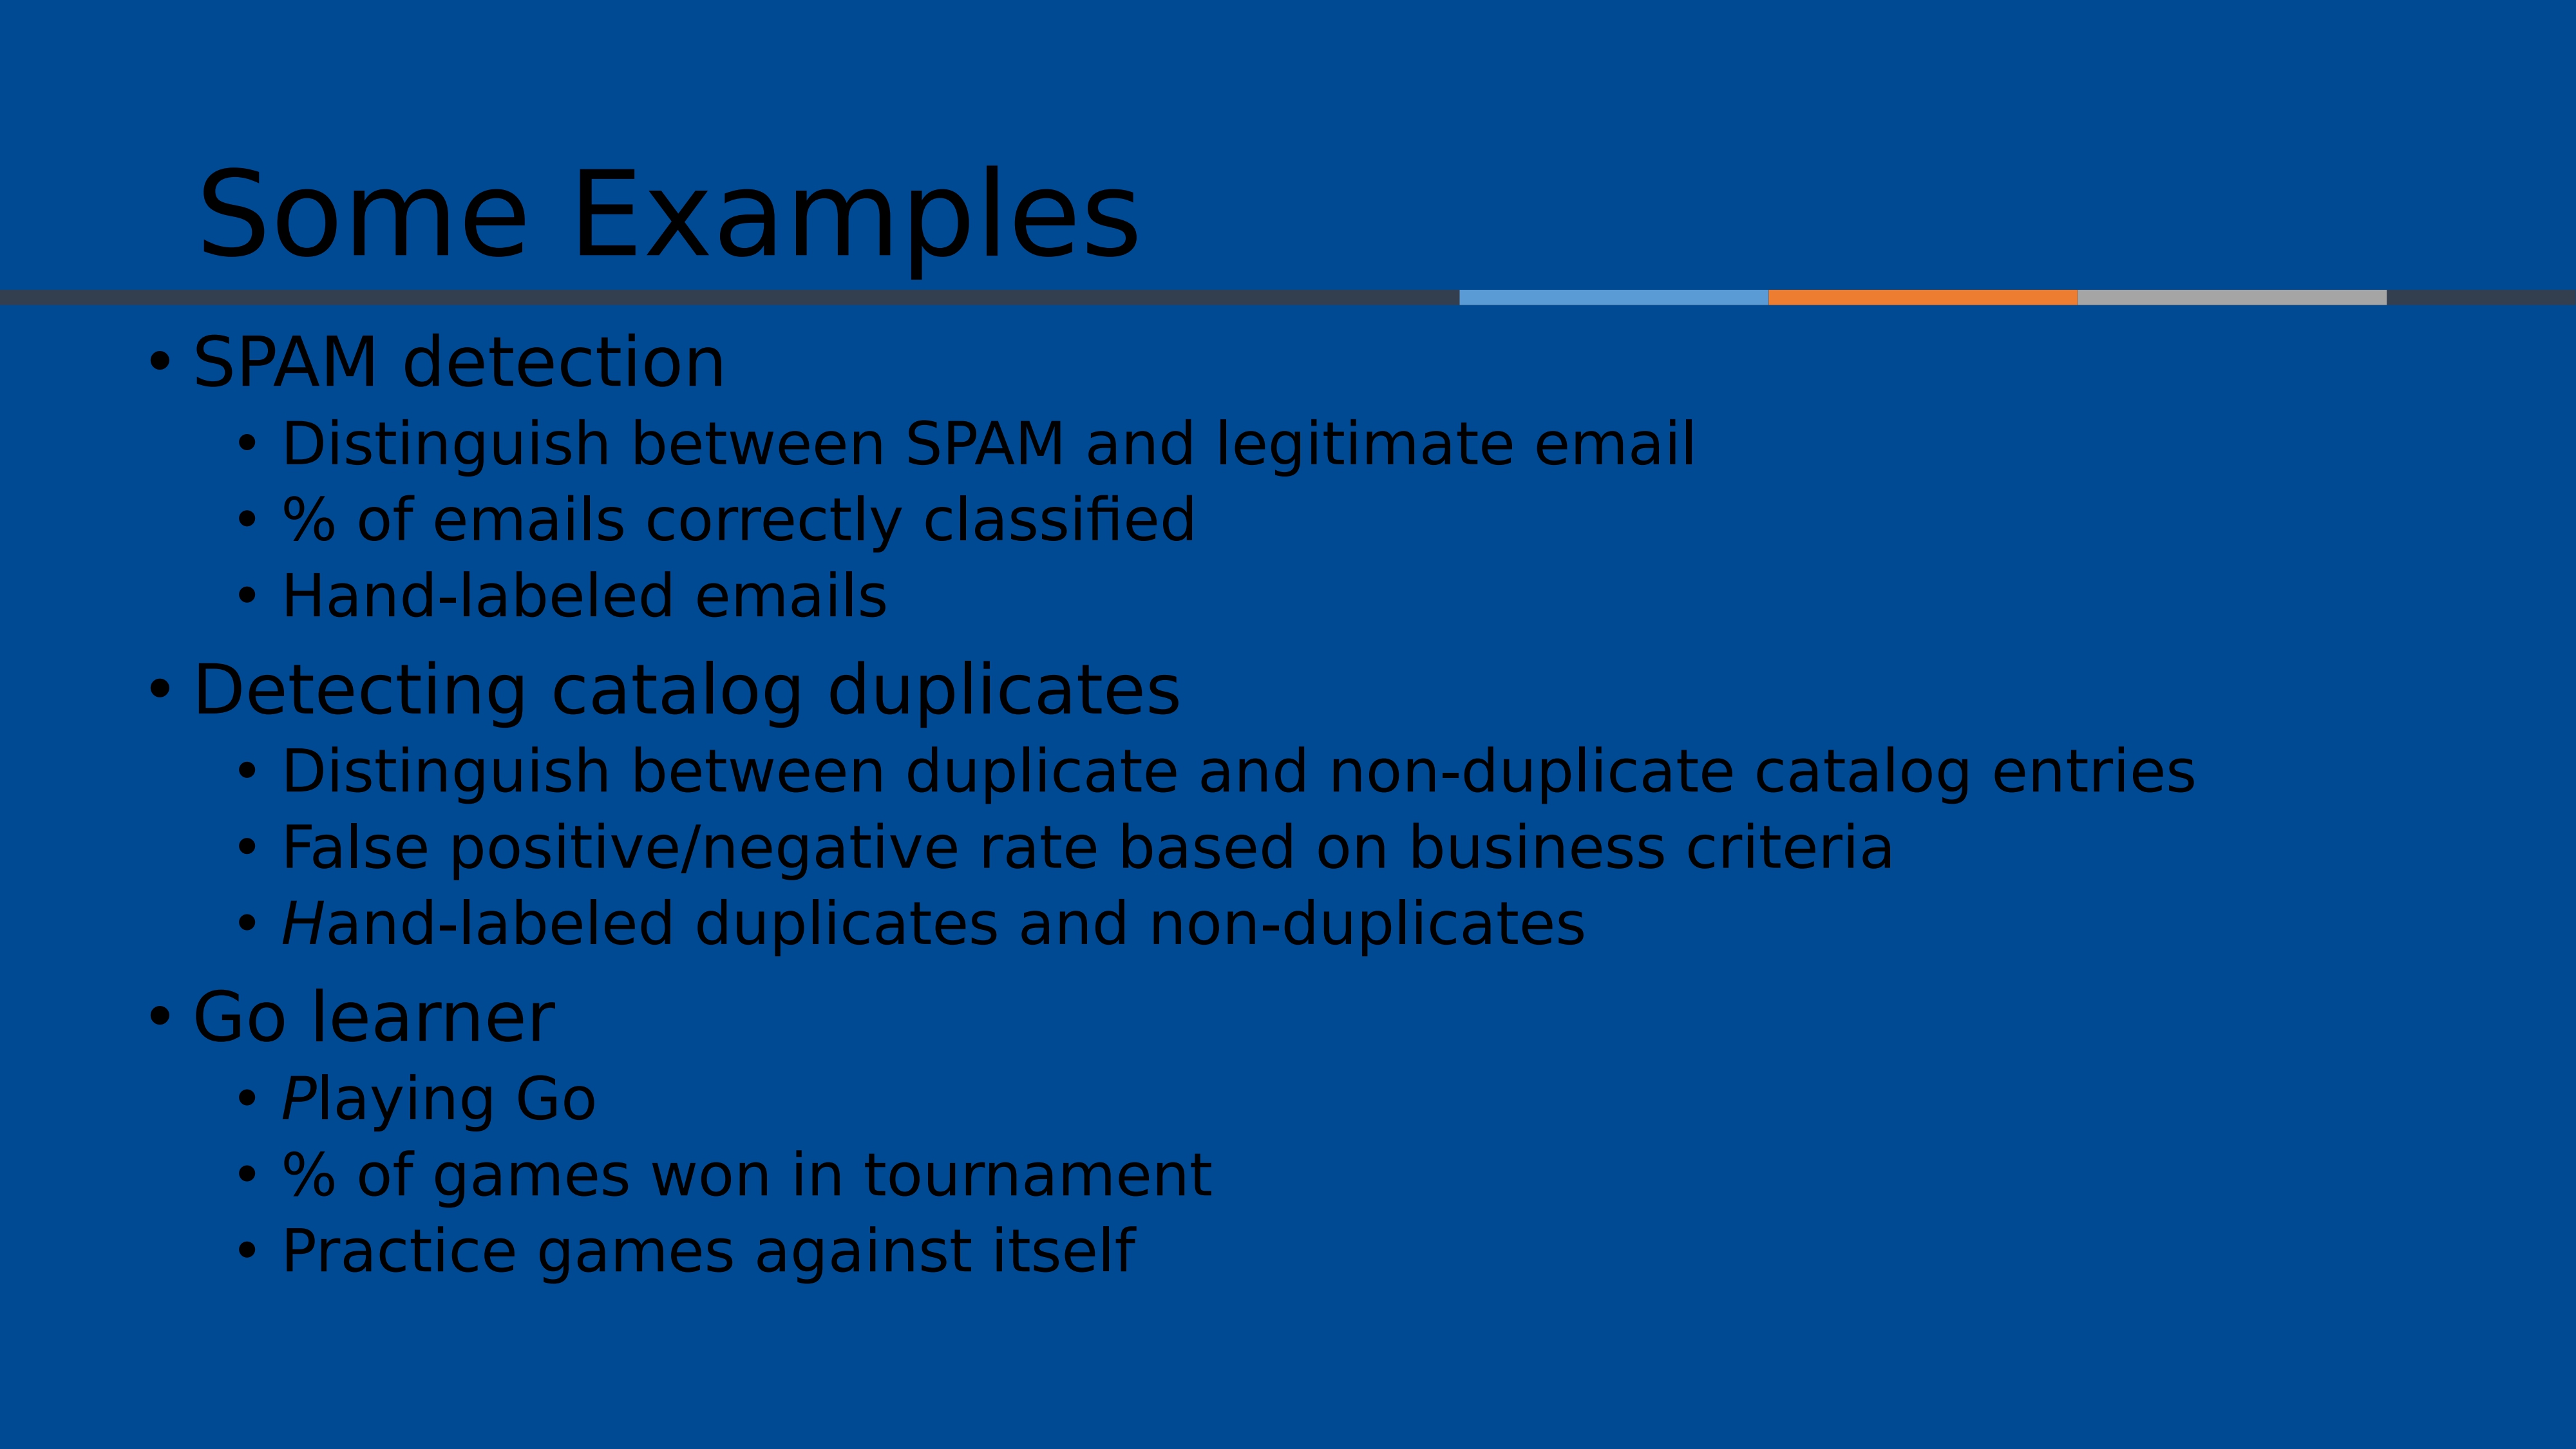 Some Examples
• SPAM detection
• Distinguish between SPAM and legitimate email
• % of emails correctly classified
• Hand-labeled emails
• Detecting catalog duplicates
• Distinguish between duplicate and non-duplicate catalog entries
• False positive/negative rate based on business criteria
• Hand-labeled duplicates and non-duplicates
• Go learner
• Playing Go
• % of games won in tournament
• Practice games against itself